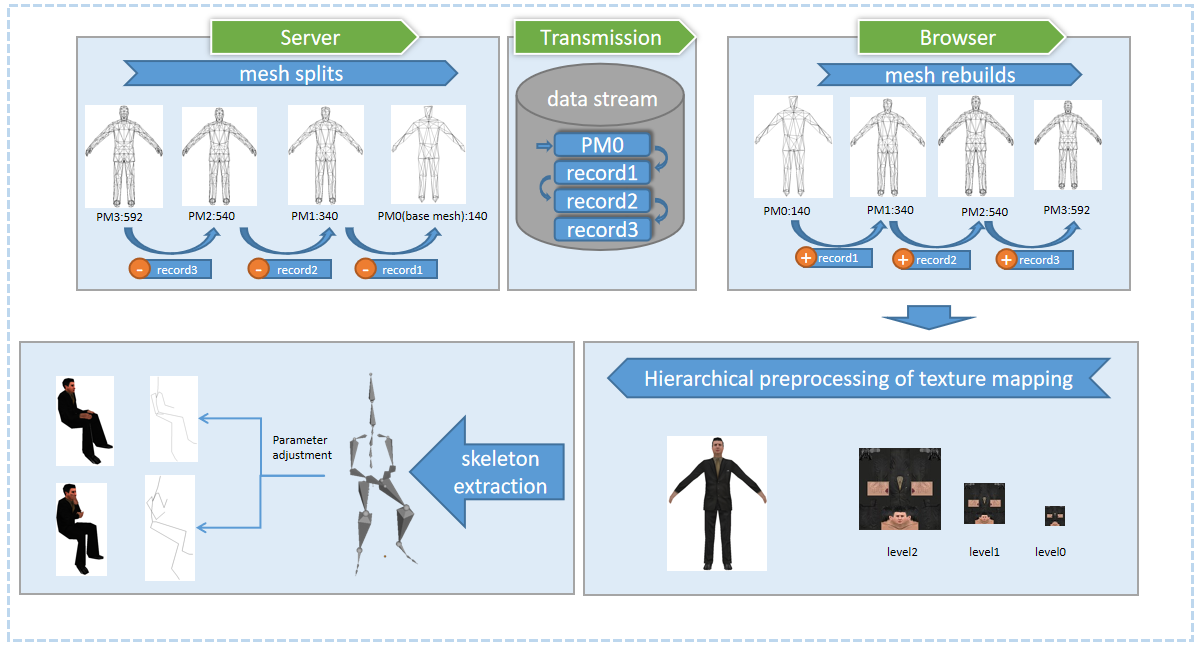 Server
mesh splits
PM3:592
PM2:540
PM1:340
PM0(base mesh):140
- record3
- record2
- record1
Transmission
data stream
PM0
record1
record2
record3
Browser
mesh rebuilds
PM0:140
PM1:340
PM2:540
PM3:592
+ record1
+ record2
+ record3
Hierarchical preprocessing of texture mapping
level2
level1
level0
skeleton
extraction
Parameter
adjustment